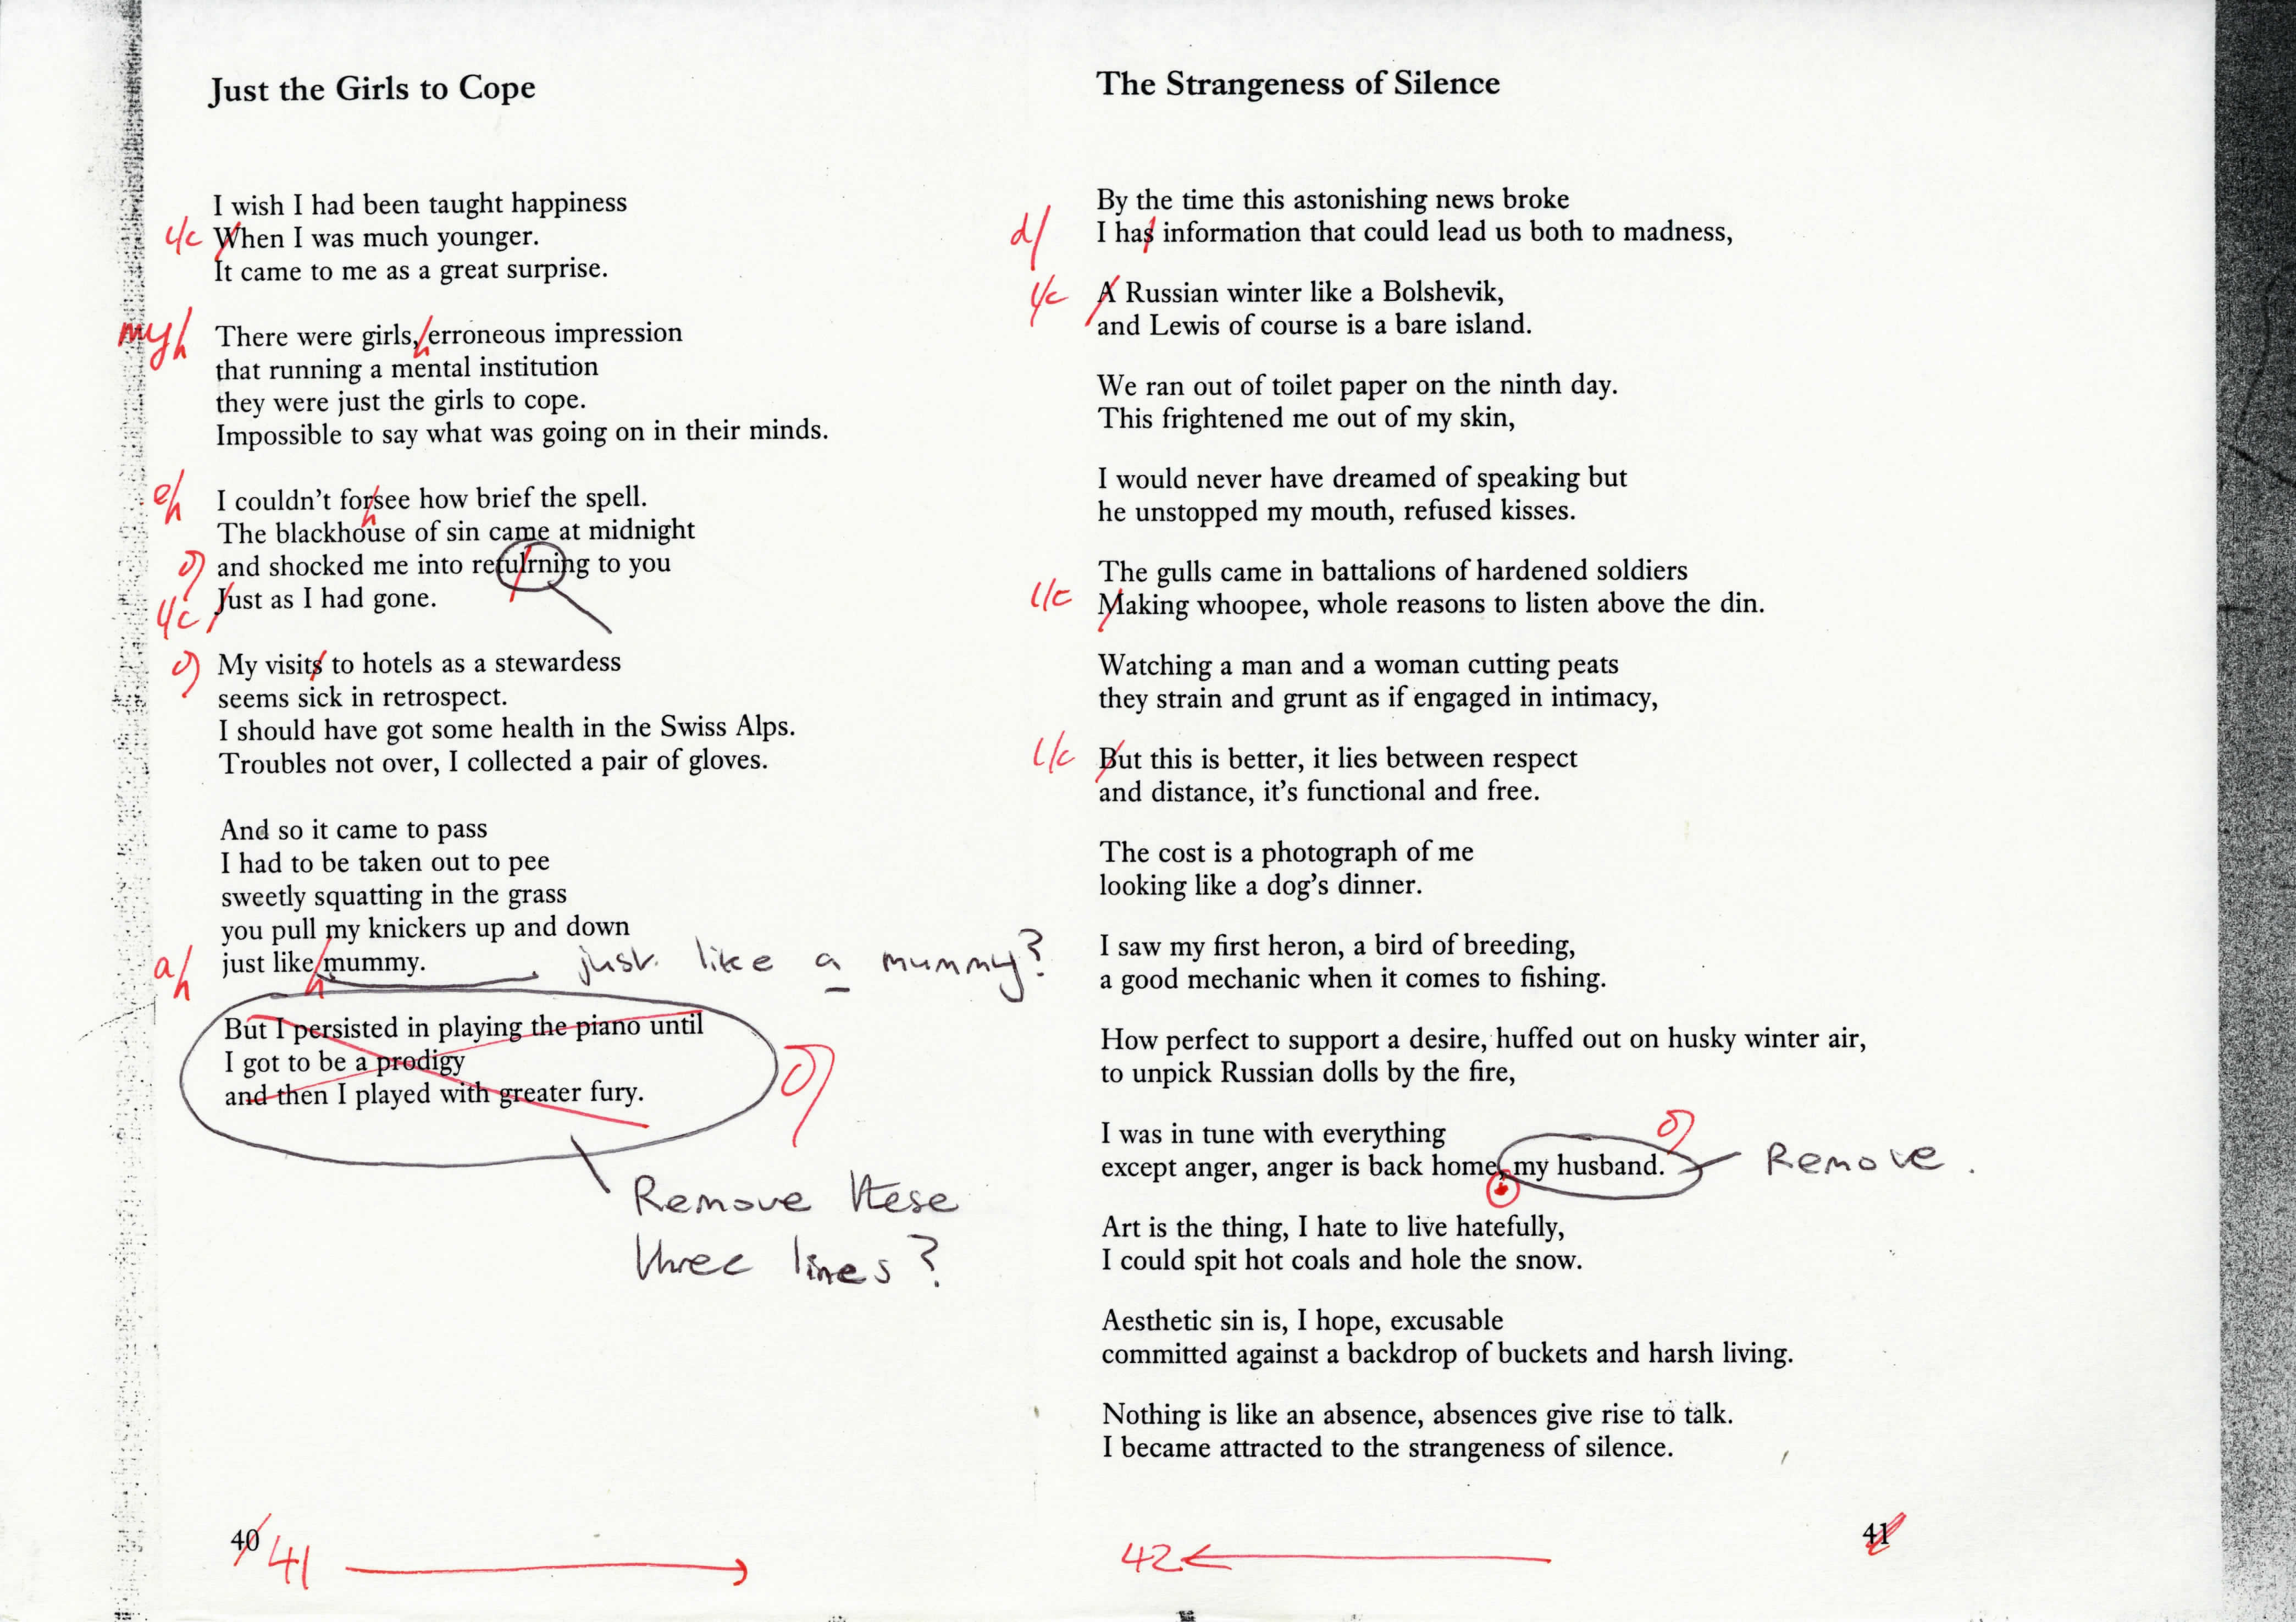 Just the Girls to Cope
I wish I had been taught happiness
l/c When I was much younger.
It came to me as a great surprise.
my/ There were girls, erroneous impression
that running a mental institution
they were just the girls to cope.
Impossible to say what was going on in their minds.
e/ I couldn't forsee how brief the spell.
The blackhouse of sin came at midnight
and shocked me into retulrning to you
l/c Just as I had gone.
My visits to hotels as a stewardess
seems sick in retrospect.
I should have got some health in the Swiss Alps.
Troubles not over, I collected a pair of gloves.
And so it came to pass
I had to be taken out to pee
sweetly squatting in the grass
you pull my knickers up and down
a/ just like mummy. just like a mummy?
But I persisted in playing the piano until
I got to be a prodigy
and then I played with greater fury.
Remove these
three lines?
40 41
The Strangeness of Silence
By the time this astonishing news broke
d/ I has information that could lead us both to madness,
l/c A Russian winter like a Bolshevik,
and Lewis of course is a bare island.
We ran out of toilet paper on the ninth day.
This frightened me out of my skin,
I would never have dreamed of speaking but
he unstopped my mouth, refused kisses.
The gulls came in battalions of hardened soldiers
l/c Making whoopee, whole reasons to listen above the din.
Watching a man and a woman cutting peats
they strain and grunt as if engaged in intimacy,
l/c But this is better, it lies between respect
and distance, it's functional and free.
The cost is a photograph of me
looking like a dog's dinner.
I saw my first heron, a bird of breeding,
a good mechanic when it comes to fishing.
How perfect to support a desire, huffed out on husky winter air,
to unpick Russian dolls by the fire,
I was in tune with everything
except anger, anger is back home, my husband. Remove.
Art is the thing, I hate to live hatefully,
I could spit hot coals and hole the snow.
Aesthetic sin is, I hope, excusable
committed against a backdrop of buckets and harsh living.
Nothing is like an absence, absences give rise to talk.
I became attracted to the strangeness of silence.
42 41